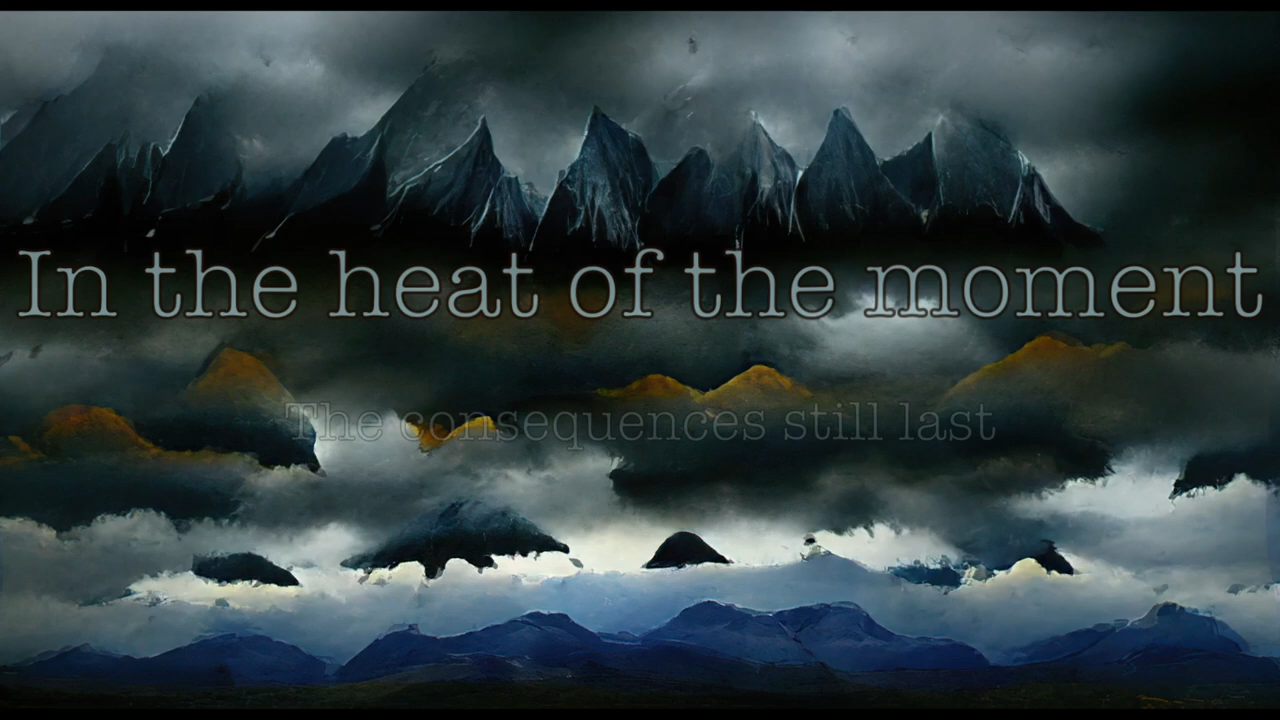 In the heat of the moment
The consequences still last